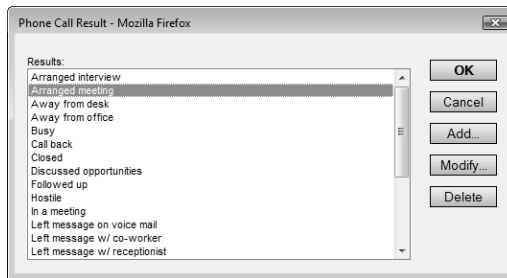 Phone Call Result - Mozilla Firefox
Results:
Arranged interview
Arranged meeting
Away from desk
Away from office
Busy
Call back
Closed
Discussed opportunities
Followed up
Hostile
In a meeting
Left message on voice mail
Left message w/ co-worker
Left message w/ receptionist
OK
Cancel
Add...
Modify...
Delete